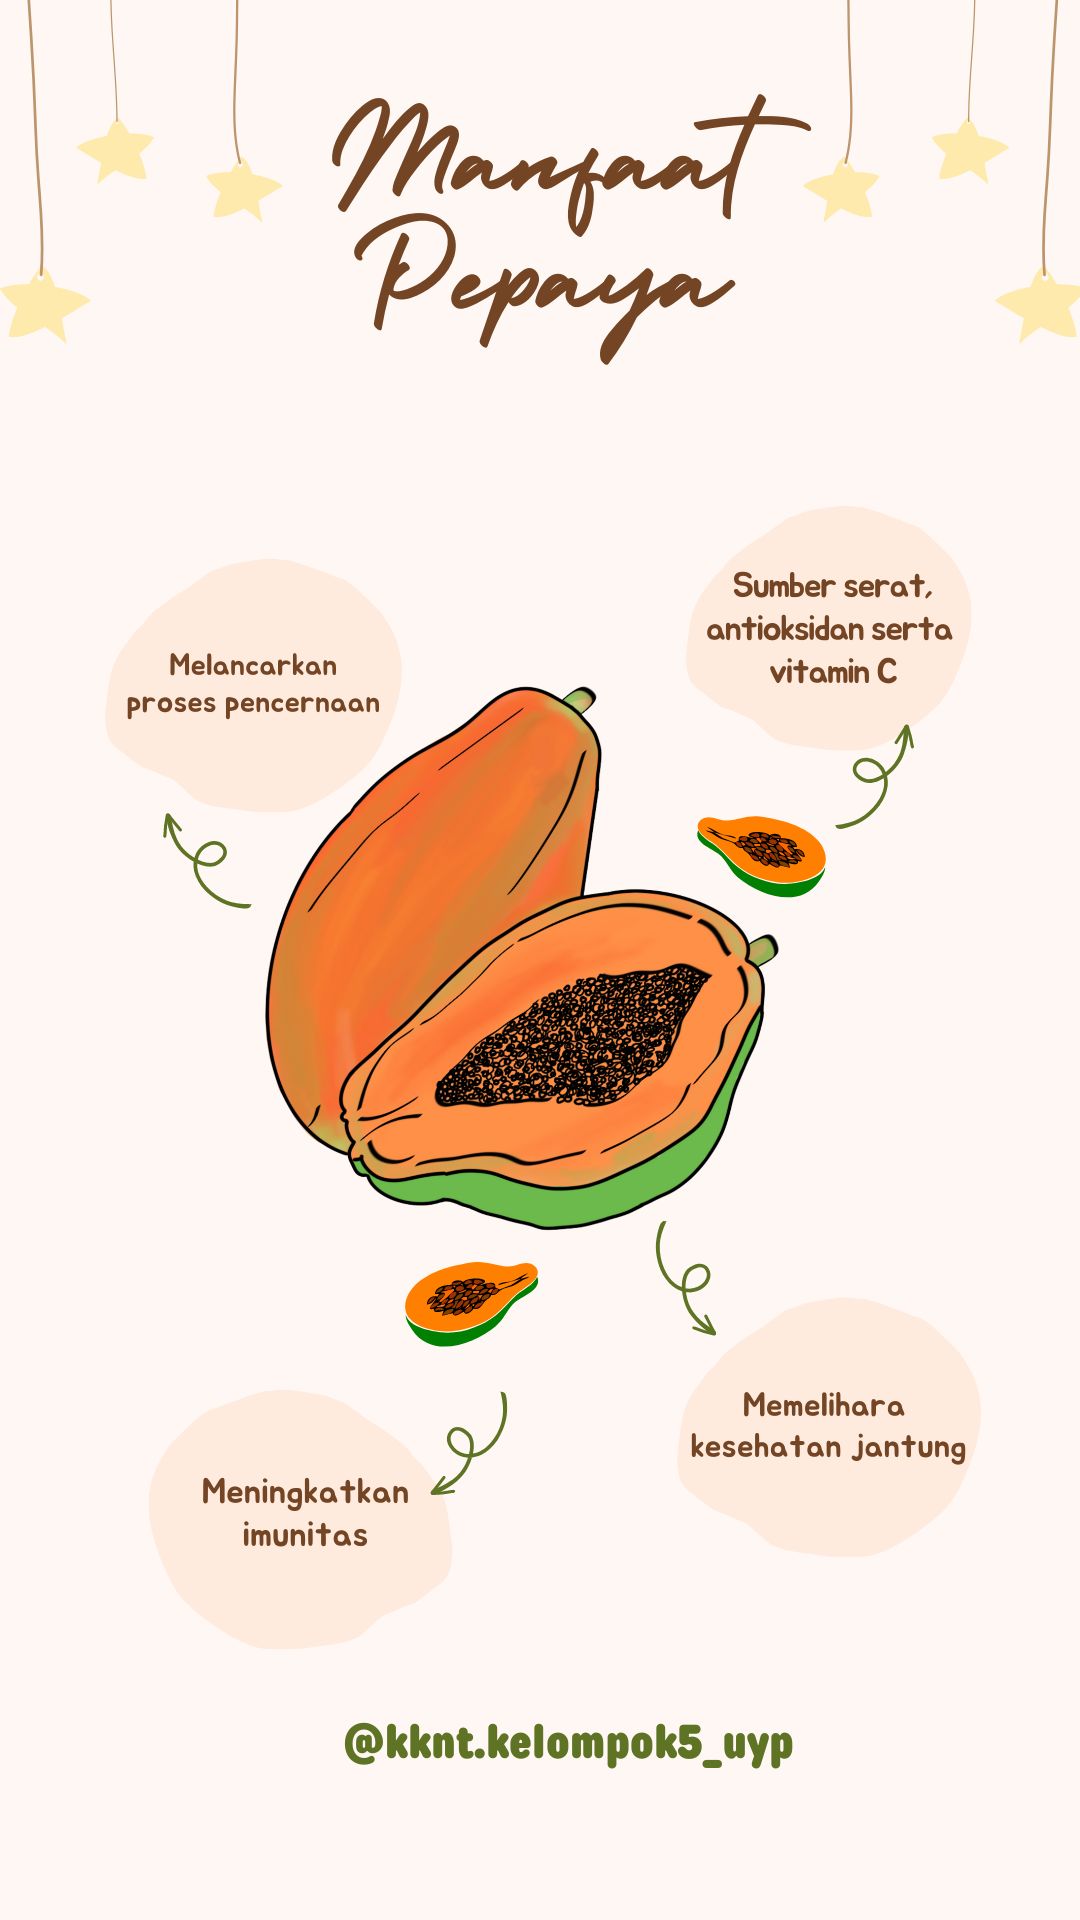 Manfaat
Pepaya
Melancarkan
proses pencernaan
Sumber serat,
antioksidan serta
vitamin C
Memelihara
kesehatan jantung
Meningkatkan
imunitas
@kknt.kelompok5_uyp